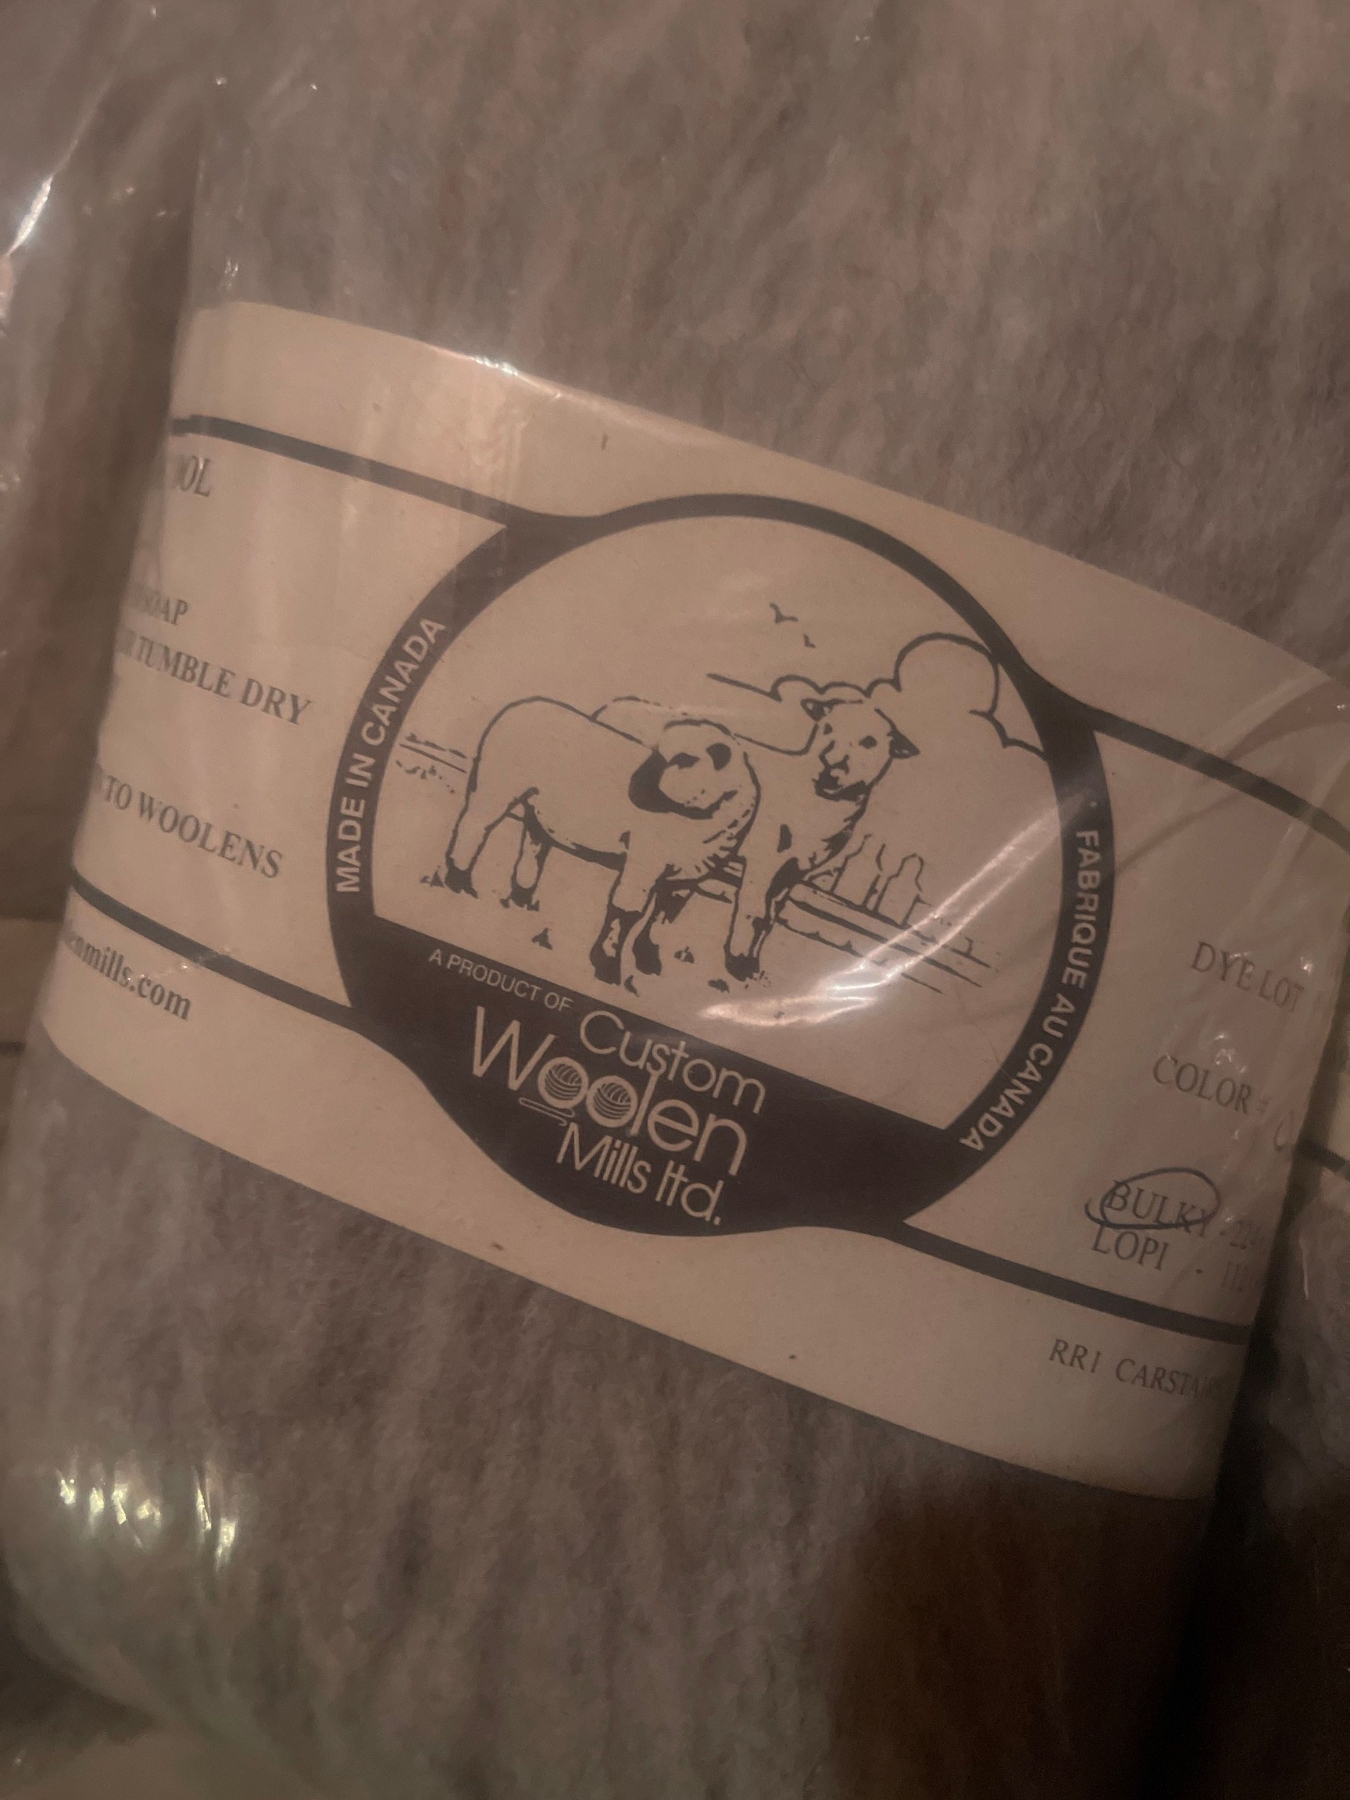 TUMBLE DRY
TO WOOLENS
MADE IN CANADA
FABRIQUE AU CANADA
A PRODUCT OF
Custom
Woolen
Mills ltd.
DYE LOT
COLOR #
BULKY
LOPI
RR1